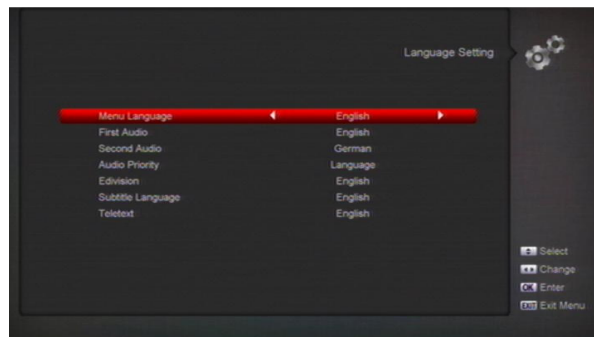 Language Setting
Menu Language English
First Audio English
Second Audio German
Audio Priority Language
Edivision English
Subtitle Language English
Teletext English
Select
Change
OK Enter
EXIT Exit Menu